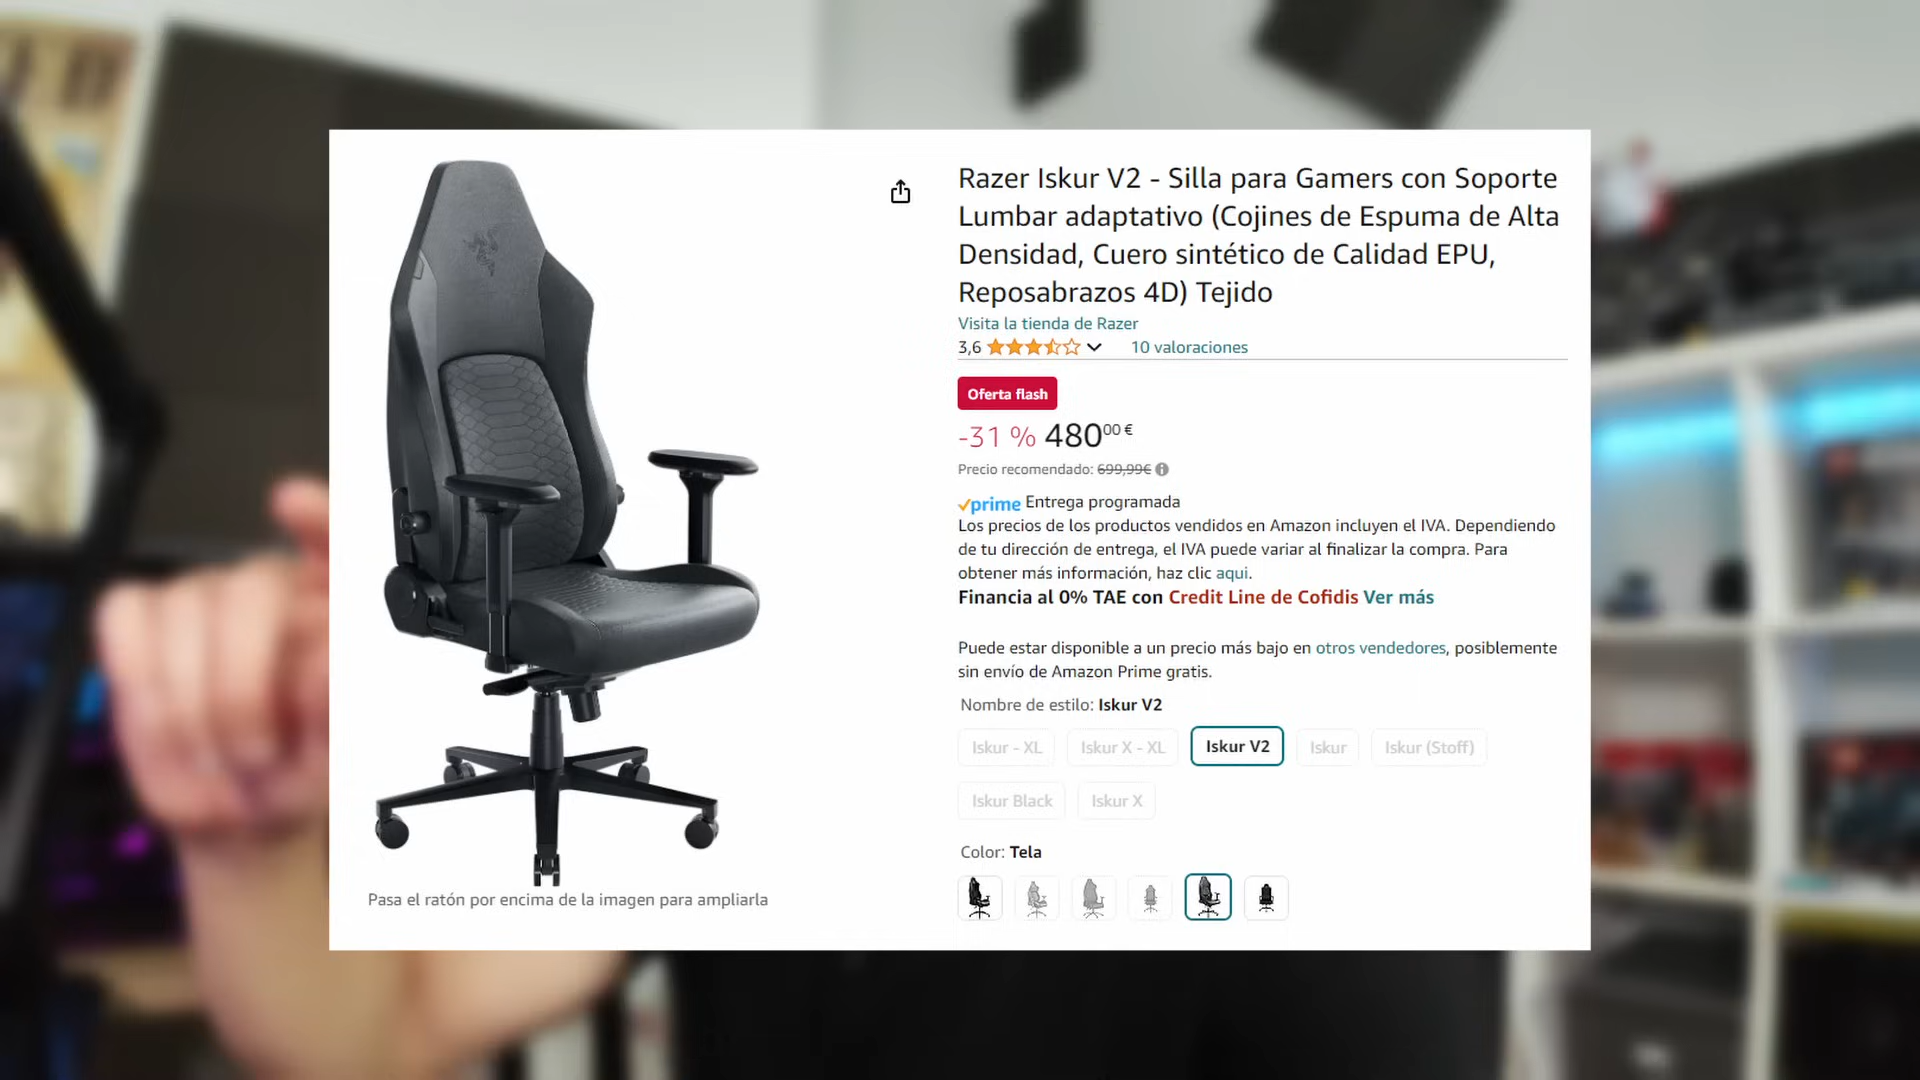 Razer Iskur V2 - Silla para Gamers con Soporte
Lumbar adaptativo (Cojines de Espuma de Alta
Densidad, Cuero sintético de Calidad EPU,
Reposabrazos 4D) Tejido
Visita la tienda de Razer
3,6 10 valoraciones
Oferta flash
-31 % 480⁰⁰ €
Precio recomendado: 699,99€
prime Entrega programada
Los precios de los productos vendidos en Amazon incluyen el IVA. Dependiendo
de tu dirección de entrega, el IVA puede variar al finalizar la compra. Para
obtener más información, haz clic aqui.
Financia al 0% TAE con Credit Line de Cofidis Ver más
Puede estar disponible a un precio más bajo en otros vendedores, posiblemente
sin envío de Amazon Prime gratis.
Nombre de estilo: Iskur V2
Iskur - XL Iskur X - XL Iskur V2 Iskur Iskur (Stoff)
Iskur Black Iskur X
Color: Tela
Pasa el ratón por encima de la imagen para ampliarla